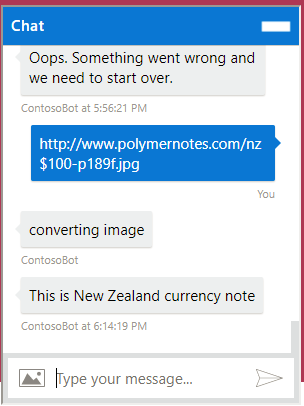 Chat
Oops. Something went wrong and
we need to start over.
ContosoBot at 5:56:21 PM
http://www.polymernotes.com/nz
$100-p189f.jpg
You
converting image
ContosoBot
This is New Zealand currency note
ContosoBot at 6:14:19 PM
Type your message...